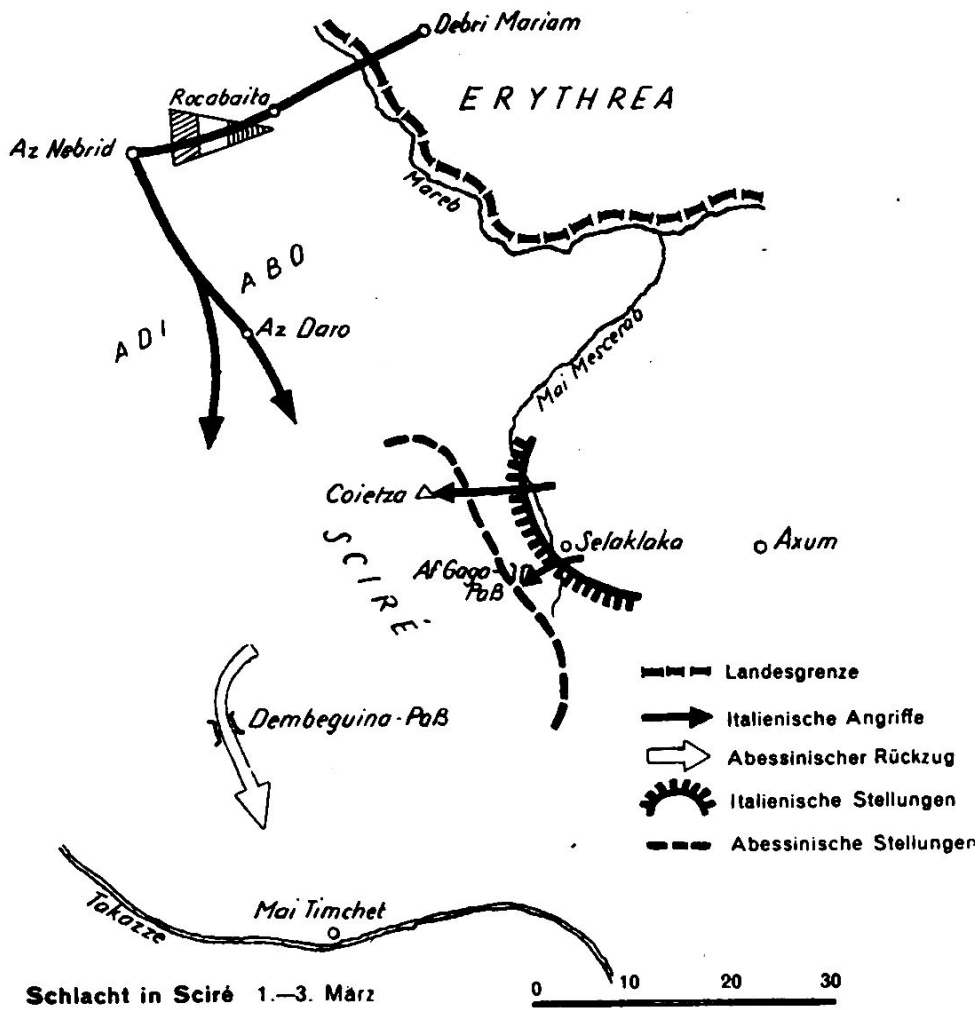 Debri Mariam
Rocabaita
ERYTHREA
Az Nebrid
Mareb
ABO
ADI
Az Daro
Mai Mescerab
Coietza
SCIRÉ
Selaklaka
Axum
Af Gaga-
Paß
Dembeguina-Paß
Landesgrenze
Italienische Angriffe
Abessinischer Rückzug
Italienische Stellungen
Abessinische Stellungen
Takazze
Mai Timchet
Schlacht in Sciré 1.—3. März
0 10 20 30